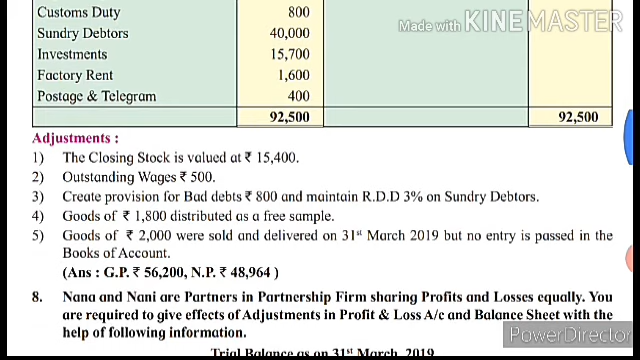 Customs Duty 800
Made with KINEMASTER
Sundry Debtors 40,000
Investments 15,700
Factory Rent 1,600
Postage & Telegram 400
92,500 92,500
Adjustments :
1) The Closing Stock is valued at ₹ 15,400.
2) Outstanding Wages ₹ 500.
3) Create provision for Bad debts ₹ 800 and maintain R.D.D 3% on Sundry Debtors.
4) Goods of ₹ 1,800 distributed as a free sample.
5) Goods of ₹ 2,000 were sold and delivered on 31st March 2019 but no entry is passed in the
Books of Account.
(Ans : G.P. ₹ 56,200, N.P. ₹ 48,964 )
8. Nana and Nani are Partners in Partnership Firm sharing Profits and Losses equally. You
are required to give effects of Adjustments in Profit & Loss A/c and Balance Sheet with the
help of following information.
PowerDirector
Trial Balance as on 31st March, 2019